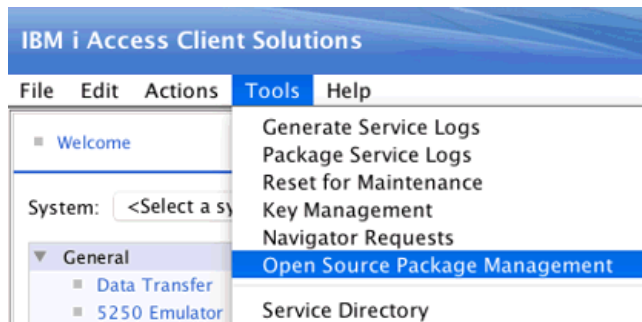 IBM i Access Client Solutions
File Edit Actions Tools Help
Welcome
System: <Select a sy
General
Data Transfer
5250 Emulator
Generate Service Logs
Package Service Logs
Reset for Maintenance
Key Management
Navigator Requests
Open Source Package Management
Service Directory